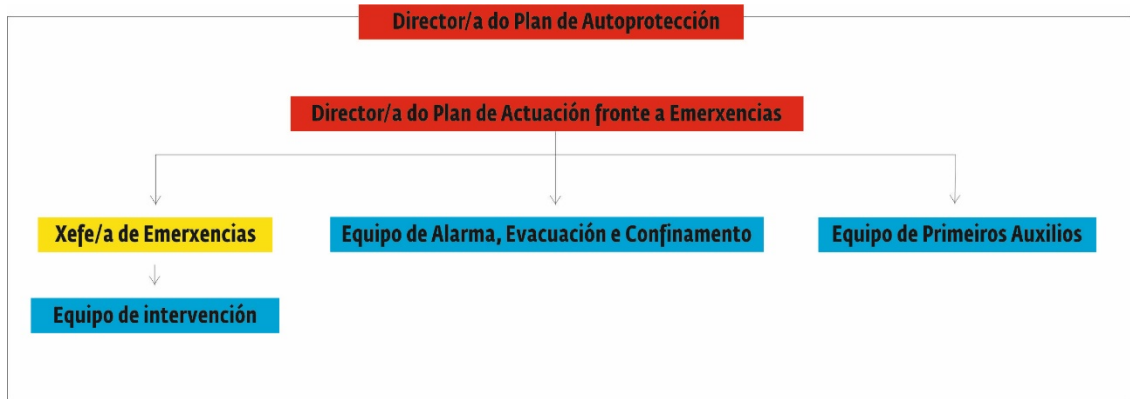 Director/a do Plan de Autoprotección
Director/a do Plan de Actuación fronte a Emerxencias
Xefe/a de Emerxencias
Equipo de Alarma, Evacuación e Confinamento
Equipo de Primeiros Auxilios
Equipo de intervención